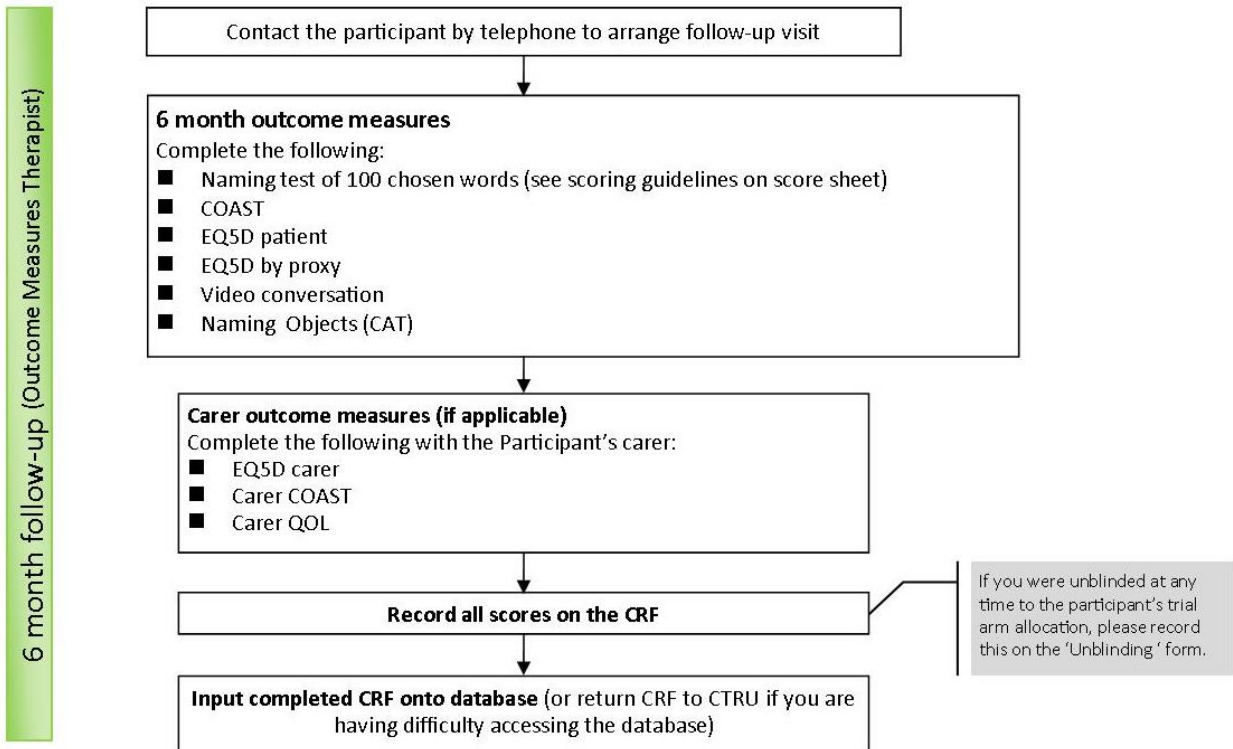 6 month follow-up (Outcome Measures Therapist)
Contact the participant by telephone to arrange follow-up visit
6 month outcome measures
Complete the following:
■ Naming test of 100 chosen words (see scoring guidelines on score sheet)
■ COAST
■ EQ5D patient
■ EQ5D by proxy
■ Video conversation
■ Naming Objects (CAT)
Carer outcome measures (if applicable)
Complete the following with the Participant's carer:
■ EQ5D carer
■ Carer COAST
■ Carer QOL
Record all scores on the CRF
If you were unblinded at any
time to the participant's trial
arm allocation, please record
this on the 'Unblinding ' form.
Input completed CRF onto database (or return CRF to CTRU if you are
having difficulty accessing the database)